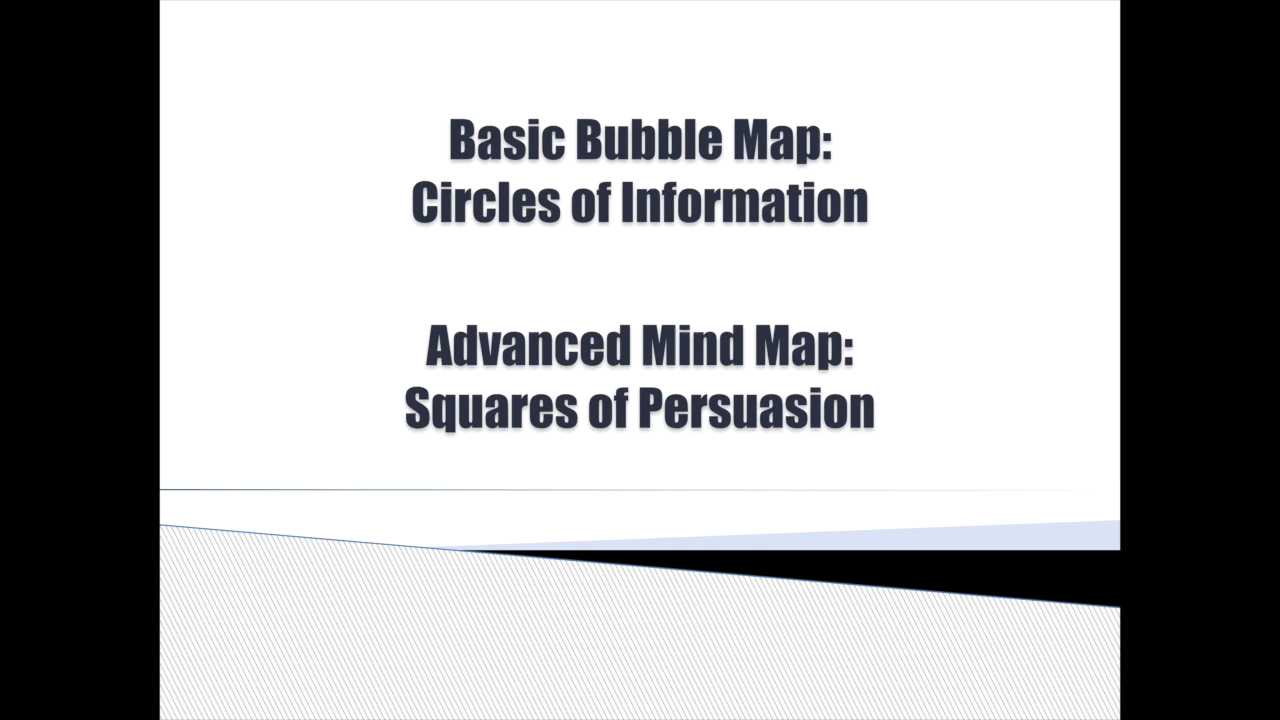 Basic Bubble Map:
Circles of Information
Advanced Mind Map:
Squares of Persuasion